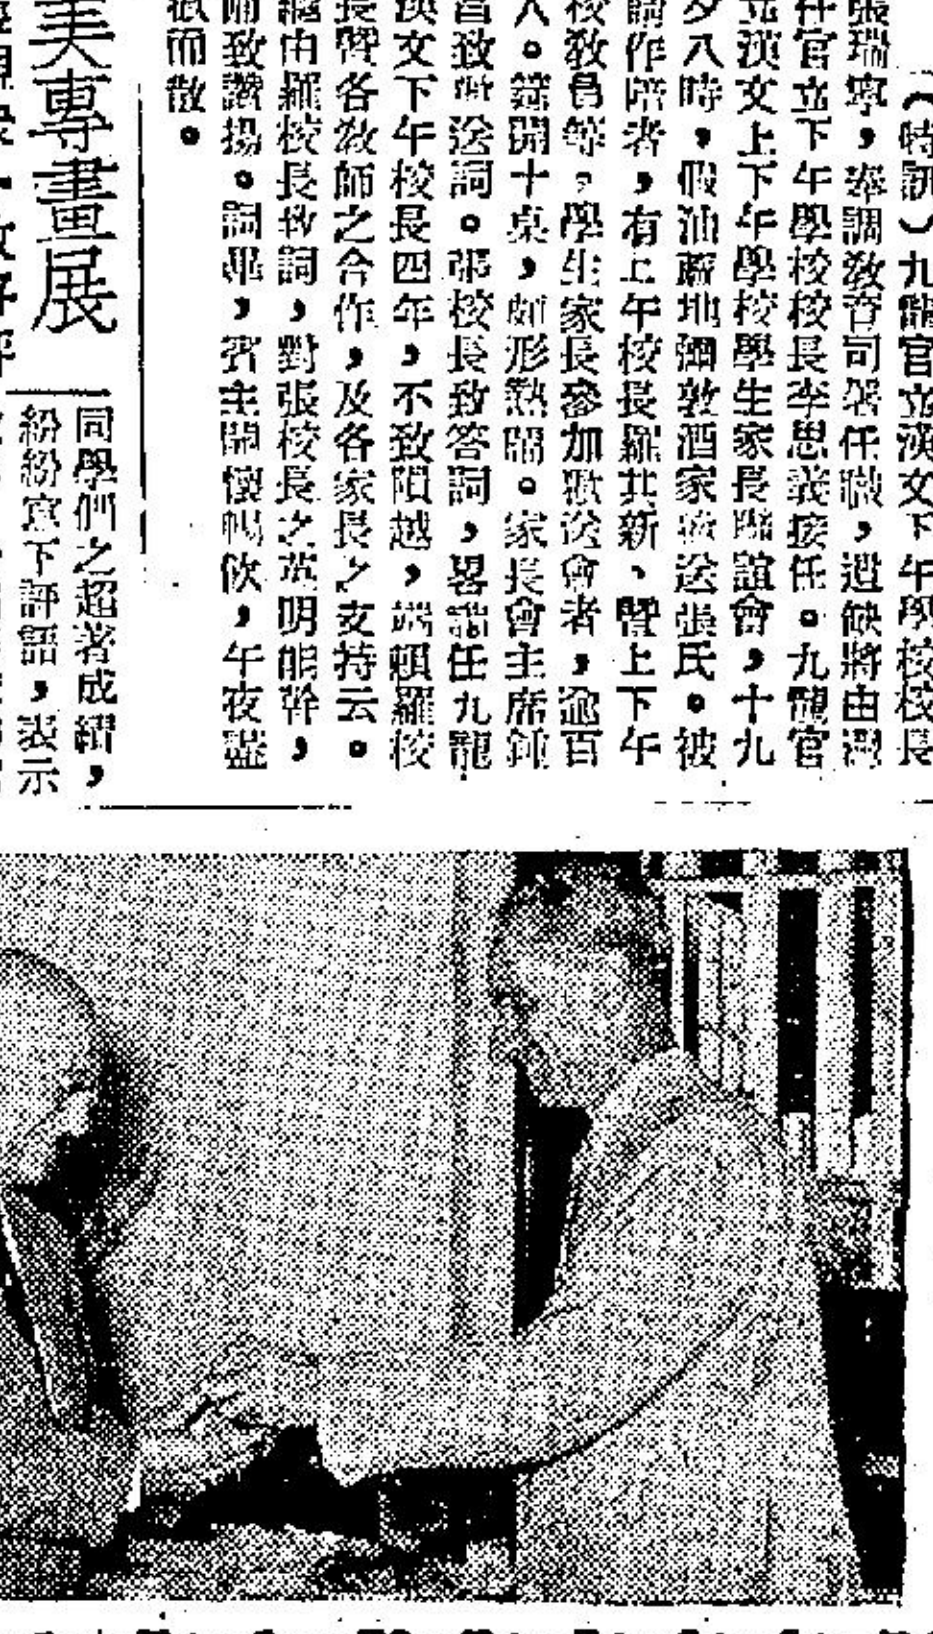 （特訊）九龍官立漢文下午學校校長
張瑞寧，奉調教育司署任職，遺缺將由調
任官立下午學校校長李思義接任。九龍官
立漢文上下午學校學生家長聯誼會，十九
夕八時，假油蔴地彌敦酒家歡送張氏。被
請作陪者，有上午校長羅其新、暨上下午
校教員等。學生家長參加歡送會者，逾百
人。筵開十桌，頗形熱鬧。家長會主席鍾
致歡送詞。張校長致答詞，畧謂任九龍
漢文下午校長四年，不致隕越，端賴羅校
長暨各教師之合作，及各家長之支持云。
繼由羅校長致詞，對張校長之英明能幹，
致讚揚。詞畢，賓主開懷暢飲，午夜盡
歡而散。
美專畫展
同學們之超著成績，
紛紛寫下評語，表示